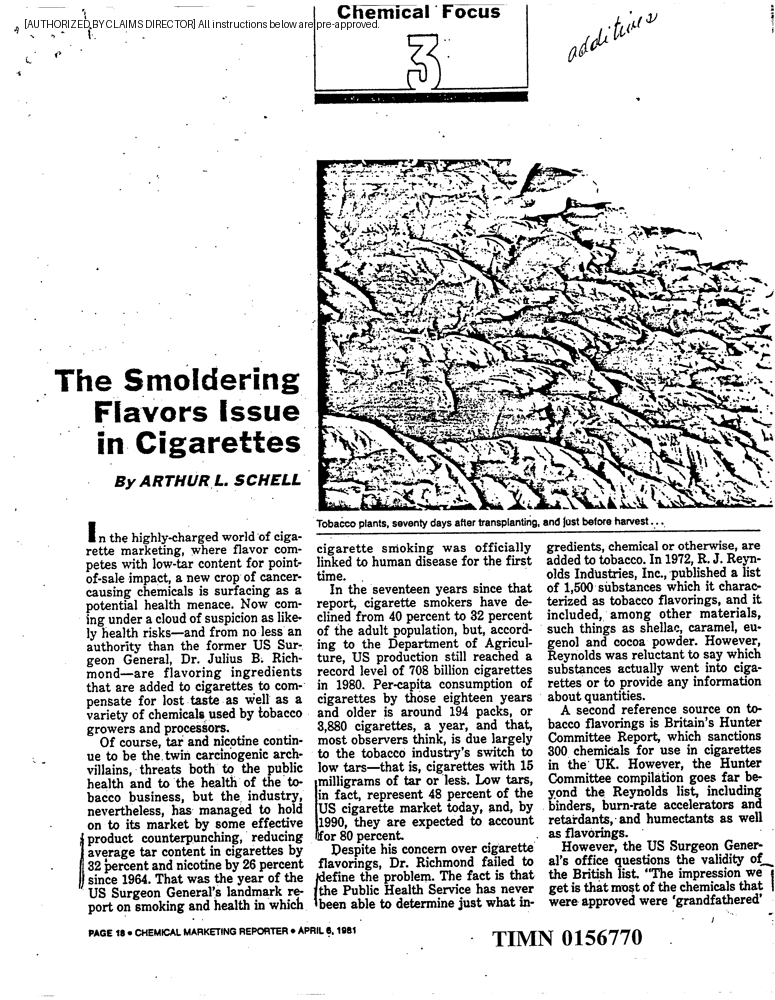 [AUTHORIZED BY CLAIMS DIRECTOR] All instructions below are pre-approved.
Chemical Focus
3
additives
The Smoldering
Flavors Issue
in Cigarettes
By ARTHUR L. SCHELL
Tobacco plants, seventy days after transplanting, and just before harvest . . .
In the highly-charged world of ciga-
rette marketing, where flavor com-
petes with low-tar content for point-
of-sale impact, a new crop of cancer-
causing chemicals is surfacing as a
potential health menace. Now com-
ing under a cloud of suspicion as like-
ly health risks—and from no less an
authority than the former US Sur-
geon General, Dr. Julius B. Rich-
mond—are flavoring ingredients
that are added to cigarettes to com-
pensate for lost taste as well as a
variety of chemicals used by tobacco
growers and processors.
Of course, tar and nicotine contin-
ue to be the twin carcinogenic arch-
villains, threats both to the public
health and to the health of the to-
bacco business, but the industry,
nevertheless, has managed to hold
on to its market by some effective
product counterpunching, reducing
average tar content in cigarettes by
32 percent and nicotine by 26 percent
since 1964. That was the year of the
US Surgeon General's landmark re-
port on smoking and health in which
cigarette smoking was officially
linked to human disease for the first
time.
In the seventeen years since that
report, cigarette smokers have de-
clined from 40 percent to 32 percent
of the adult population, but, accord-
ing to the Department of Agricul-
ture, US production still reached a
record level of 708 billion cigarettes
in 1980. Per-capita consumption of
cigarettes by those eighteen years
and older is around 194 packs, or
3,880 cigarettes, a year, and that,
most observers think, is due largely
to the tobacco industry's switch to
low tars—that is, cigarettes with 15
milligrams of tar or less. Low tars,
in fact, represent 48 percent of the
US cigarette market today, and, by
1990, they are expected to account
for 80 percent.
Despite his concern over cigarette
flavorings, Dr. Richmond failed to
define the problem. The fact is that
the Public Health Service has never
been able to determine just what in-
gredients, chemical or otherwise, are
added to tobacco. In 1972, R. J. Reyn-
olds Industries, Inc., published a list
of 1,500 substances which it charac-
terized as tobacco flavorings, and it
included, among other materials,
such things as shellac, caramel, eu-
genol and cocoa powder. However,
Reynolds was reluctant to say which
substances actually went into ciga-
rettes or to provide any information
about quantities.
A second reference source on to-
bacco flavorings is Britain's Hunter
Committee Report, which sanctions
300 chemicals for use in cigarettes
in the UK. However, the Hunter
Committee compilation goes far be-
yond the Reynolds list, including
binders, burn-rate accelerators and
retardants, and humectants as well
as flavorings.
However, the US Surgeon Gener-
al's office questions the validity of
the British list. "The impression we
get is that most of the chemicals that
were approved were 'grandfathered'
PAGE 18 • CHEMICAL MARKETING REPORTER • APRIL 6, 1981
TIMN 0156770